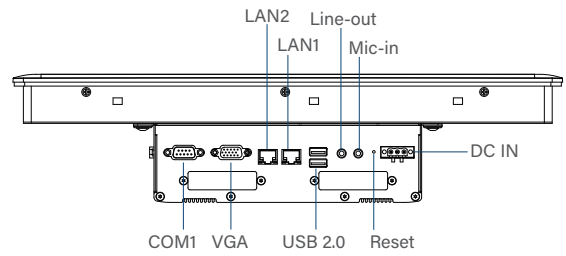 LAN2 Line-out
LAN1 Mic-in
DC IN
COM1 VGA USB 2.0 Reset